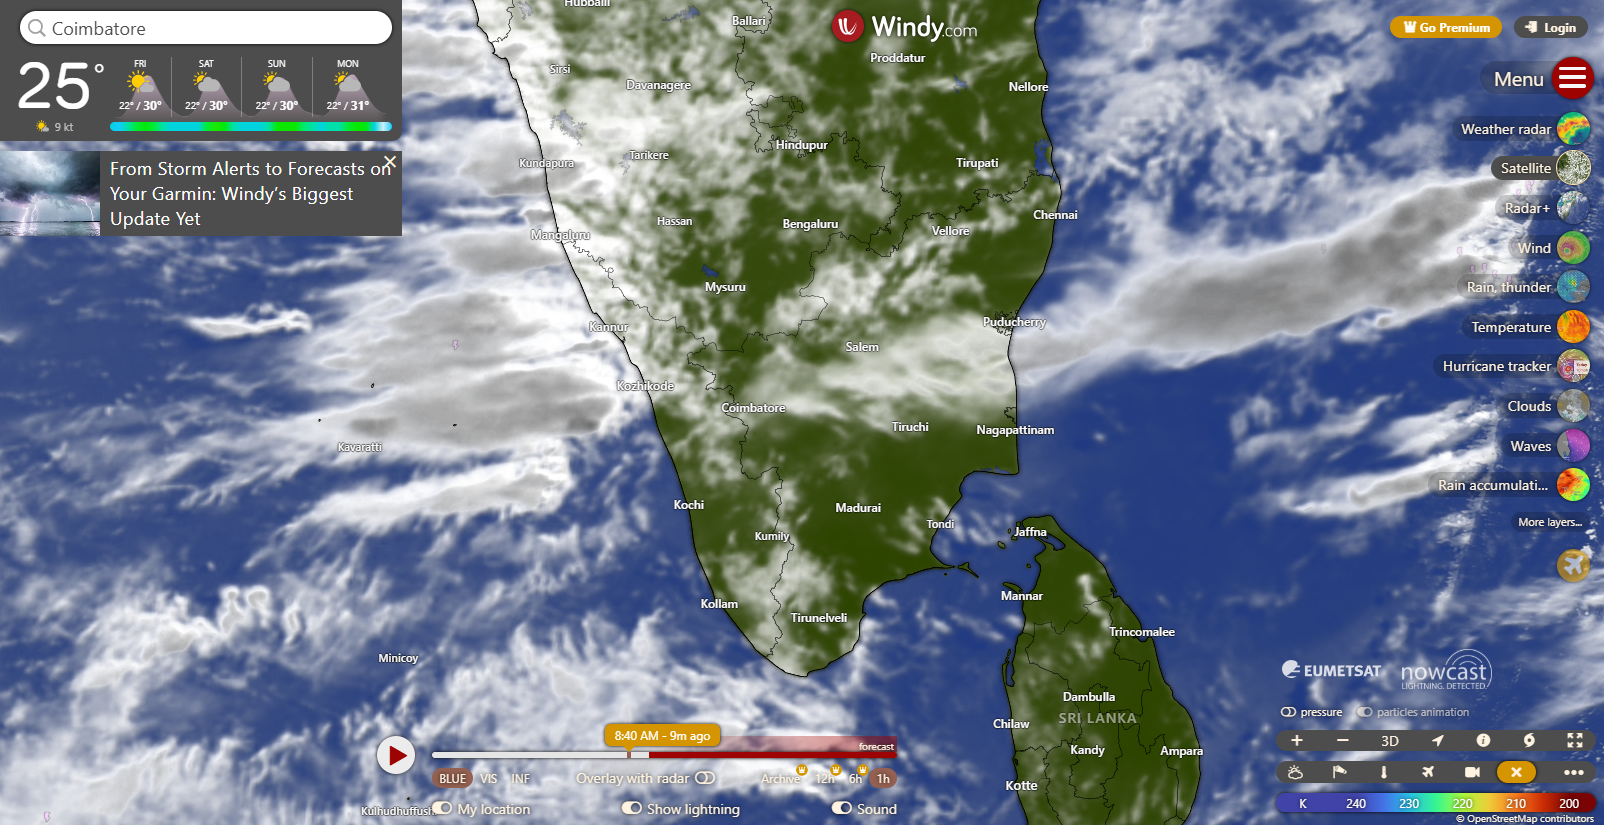 Coimbatore
25°
FRI SAT SUN MON
22° / 30° 22° / 30° 22° / 30° 22° / 31°
9 kt
From Storm Alerts to Forecasts on
Your Garmin: Windy’s Biggest
Update Yet
Windy.com
Go Premium
Login
Menu
Weather radar
Satellite
Radar+
Wind
Rain, thunder
Temperature
Hurricane tracker
Clouds
Waves
Rain accumulati...
More layers...
Hubballi
Ballari
Proddatur
Sirsi
Davanagere
Nellore
Kundapura
Tarikere
Hindupur
Tirupati
Mangaluru
Hassan
Bengaluru
Vellore
Chennai
Mysuru
Kannur
Puducherry
Salem
Kozhikode
Coimbatore
Tiruchi
Nagapattinam
Kavaratti
Kochi
Madurai
Kumily
Tondi
Jaffna
Mannar
Kollam
Tirunelveli
Trincomalee
Minicoy
Dambulla
SRI LANKA
Chilaw
Kandy
Ampara
Kotte
Kulhudhuffush
8:40 AM - 9m ago
forecast
BLUE VIS INF
Overlay with radar
Archive 12h 6h 1h
My location
Show lightning
Sound
EUMETSAT
nowcast
LIGHTNING. DETECTED.
pressure
particles animation
3D
K 240 230 220 210 200
© OpenStreetMap contributors